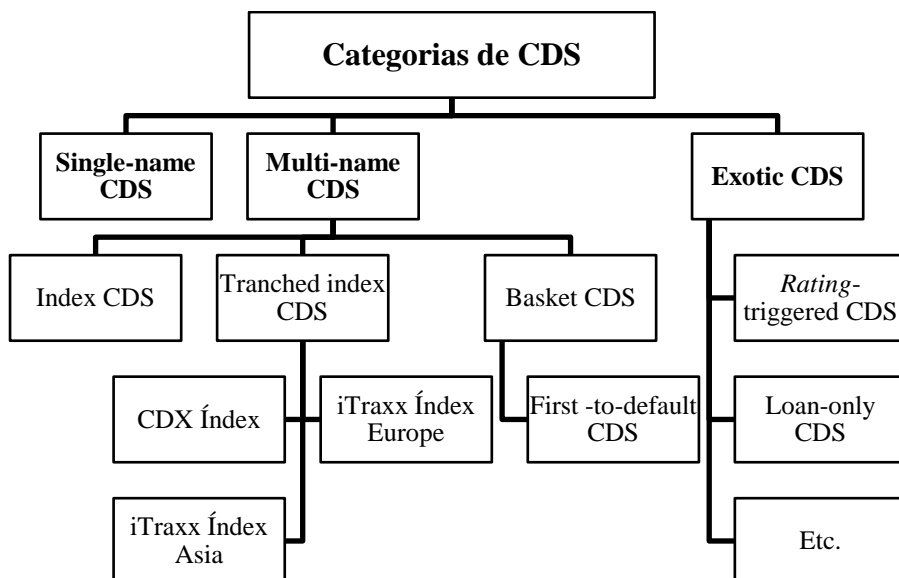 Categorias de CDS
Single-name
CDS
Multi-name
CDS
Exotic CDS
Index CDS
Tranched index
CDS
Basket CDS
Rating-
triggered CDS
CDX Índex
iTraxx Índex
Europe
First -to-default
CDS
Loan-only
CDS
iTraxx Índex
Asia
Etc.